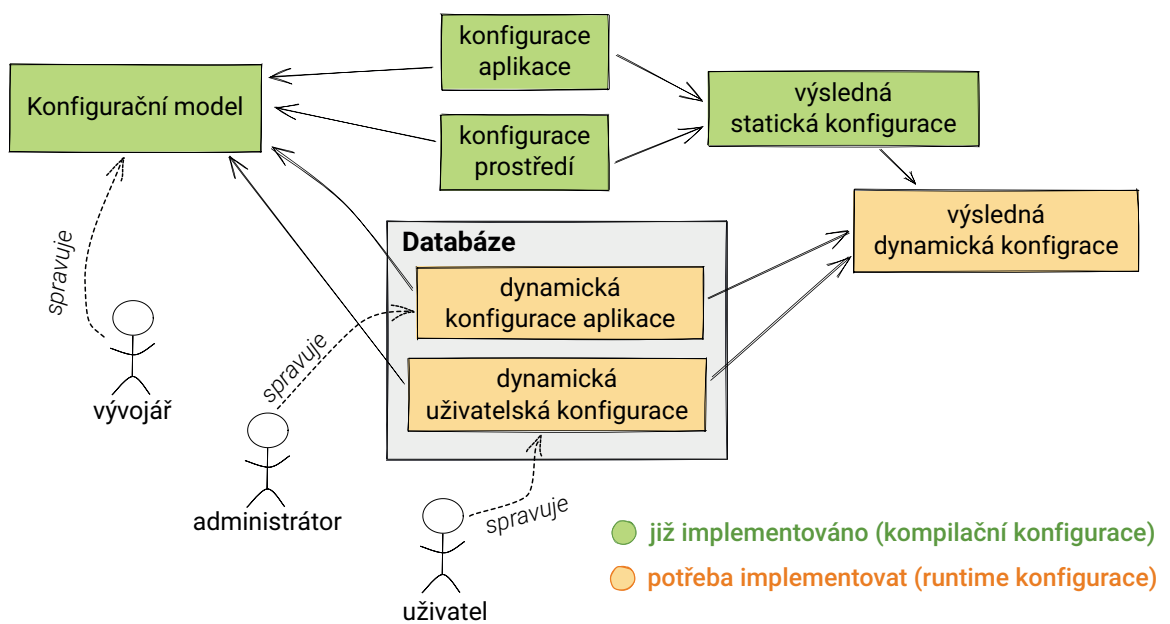 konfigurace
aplikace
Konfigurační model
výsledná
statická konfigurace
konfigurace
prostředí
výsledná
dynamická konfigrace
Databáze
spravuje
dynamická
konfigurace aplikace
spravuje
dynamická
uživatelská konfigurace
vývojář
administrátor
spravuje
uživatel
již implementováno (kompilační konfigurace)
potřeba implementovat (runtime konfigurace)